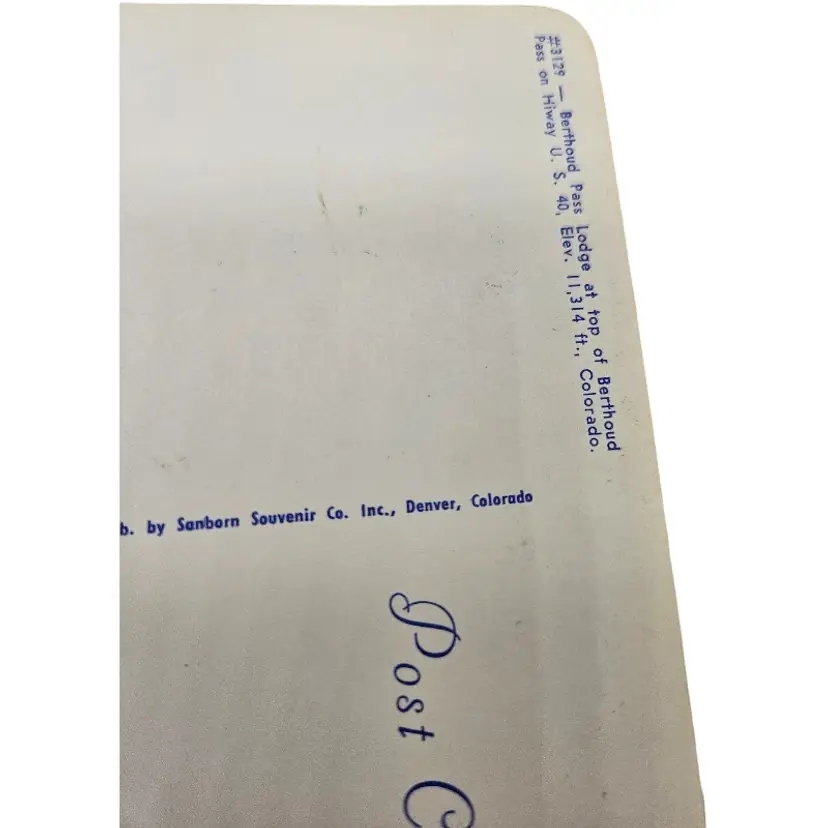 #3129 — Berthoud Pass Lodge at top of Berthoud
Pass on Hiway U. S. 40, Elev. 11,314 ft., Colorado.
b. by Sanborn Souvenir Co. Inc., Denver, Colorado
Post C